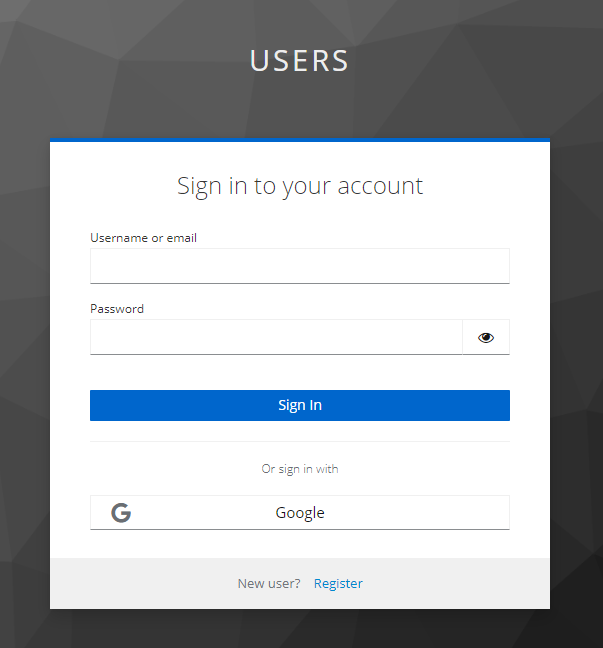 USERS
Sign in to your account
Username or email
Password
Sign In
Or sign in with
G Google
New user? Register